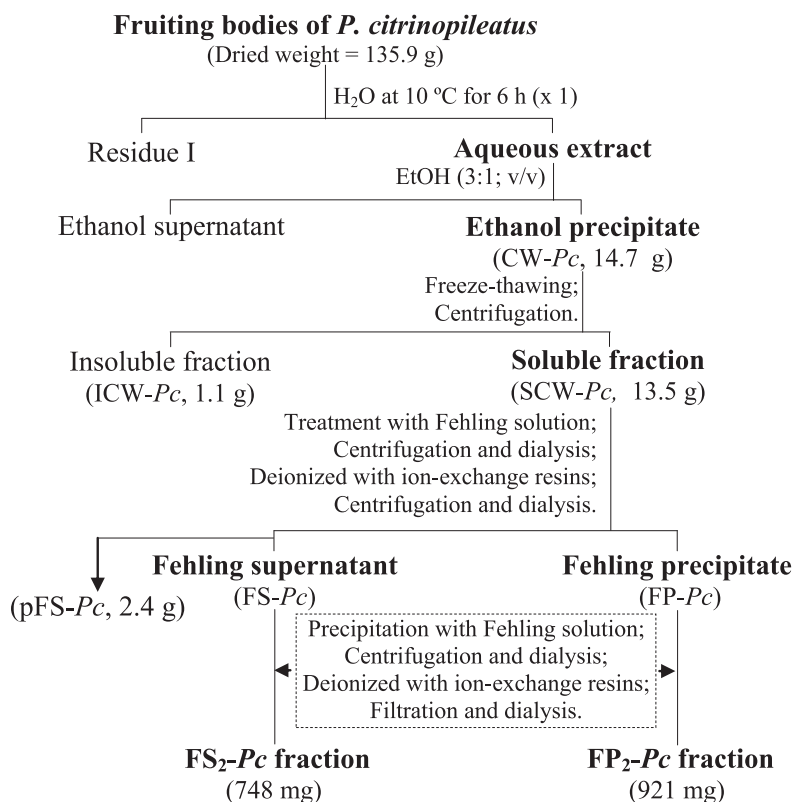 Fruiting bodies of P. citrinopileatus
(Dried weight = 135.9 g)
H₂O at 10 ºC for 6 h (x 1)
Residue I
Aqueous extract
EtOH (3:1; v/v)
Ethanol supernatant
Ethanol precipitate
(CW-Pc, 14.7 g)
Freeze-thawing;
Centrifugation.
Insoluble fraction
(ICW-Pc, 1.1 g)
Soluble fraction
(SCW-Pc, 13.5 g)
Treatment with Fehling solution;
Centrifugation and dialysis;
Deionized with ion-exchange resins;
Centrifugation and dialysis.
(pFS-Pc, 2.4 g)
Fehling supernatant
(FS-Pc)
Fehling precipitate
(FP-Pc)
Precipitation with Fehling solution;
Centrifugation and dialysis;
Deionized with ion-exchange resins;
Filtration and dialysis.
FS₂-Pc fraction
(748 mg)
FP₂-Pc fraction
(921 mg)